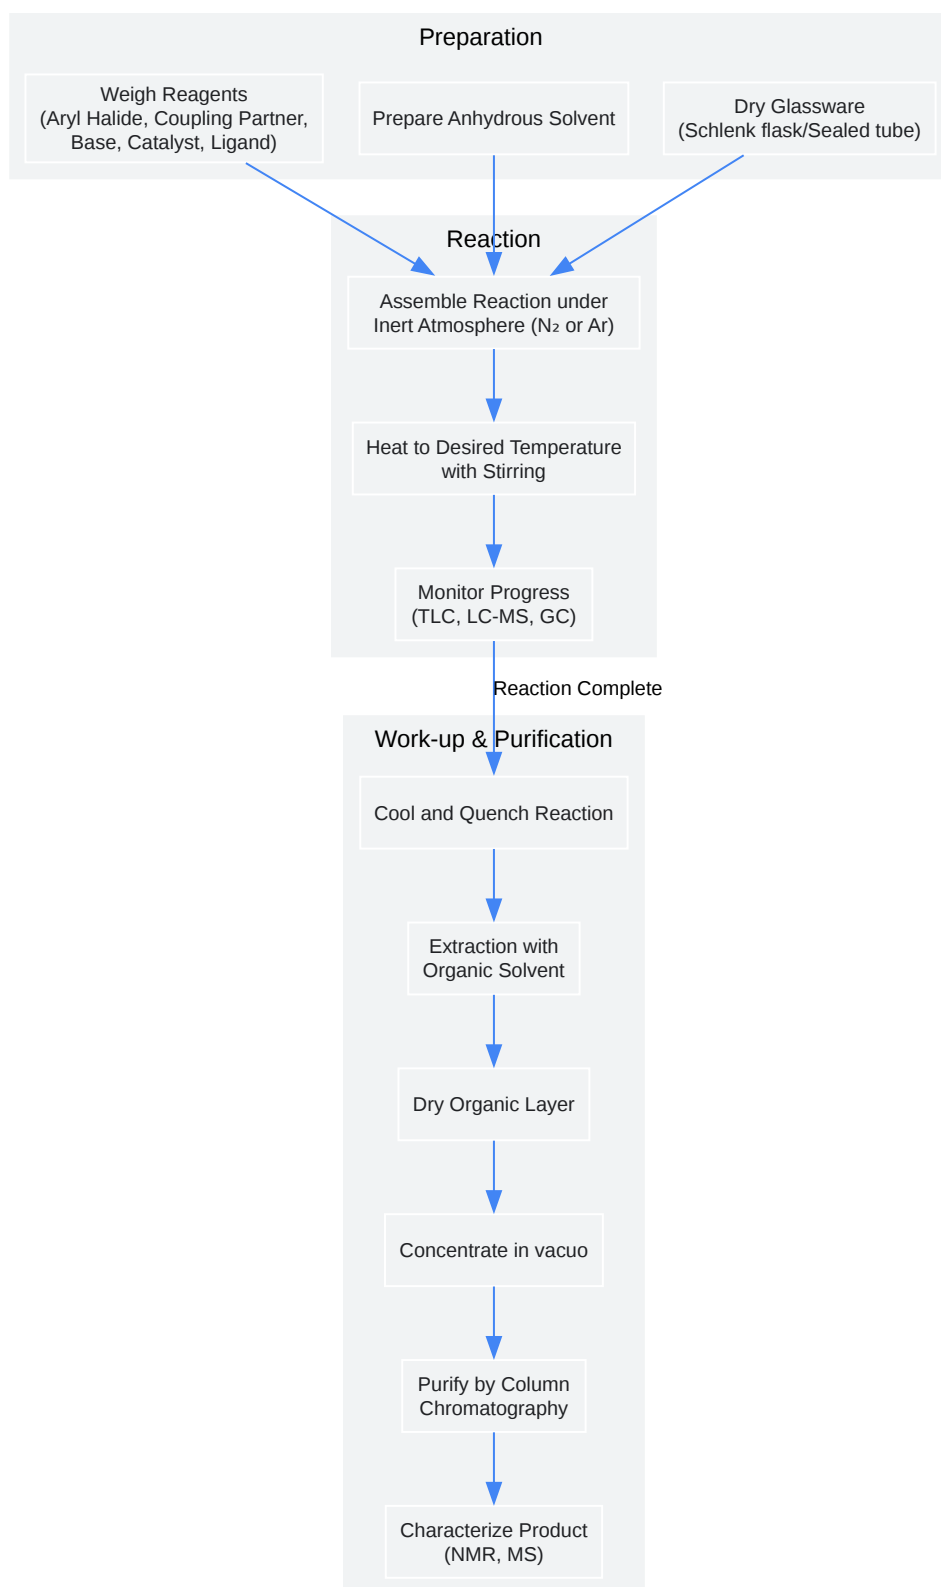 Preparation
Weigh Reagents
(Aryl Halide, Coupling Partner,
Base, Catalyst, Ligand)
Prepare Anhydrous Solvent
Dry Glassware
(Schlenk flask/Sealed tube)
Reaction
Assemble Reaction under
Inert Atmosphere (N₂ or Ar)
Heat to Desired Temperature
with Stirring
Monitor Progress
(TLC, LC-MS, GC)
Reaction Complete
Work-up & Purification
Cool and Quench Reaction
Extraction with
Organic Solvent
Dry Organic Layer
Concentrate in vacuo
Purify by Column
Chromatography
Characterize Product
(NMR, MS)